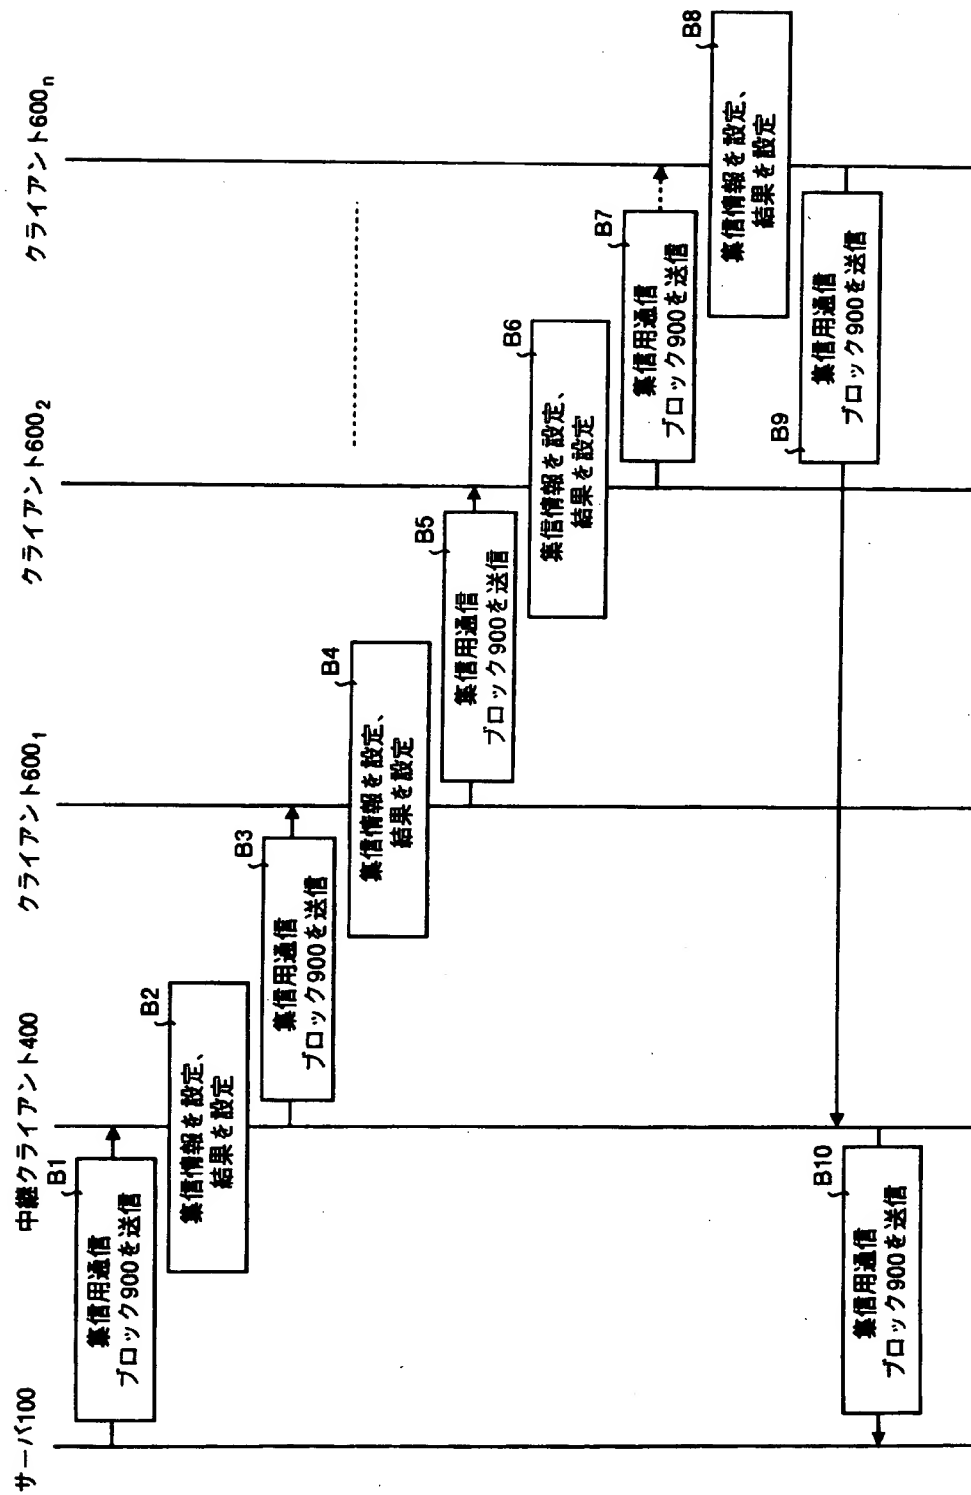 サーバ100
中継クライアント400
クライアント600₁
クライアント600₂
クライアント600ₙ
B1
集信用通信
ブロック900を送信
B2
集信情報を設定、
結果を設定
B3
集信用通信
ブロック900を送信
B4
集信情報を設定、
結果を設定
B5
集信用通信
ブロック900を送信
B6
集信情報を設定、
結果を設定
B7
集信用通信
ブロック900を送信
B8
集信情報を設定、
結果を設定
B9
集信用通信
ブロック900を送信
B10
集信用通信
ブロック900を送信